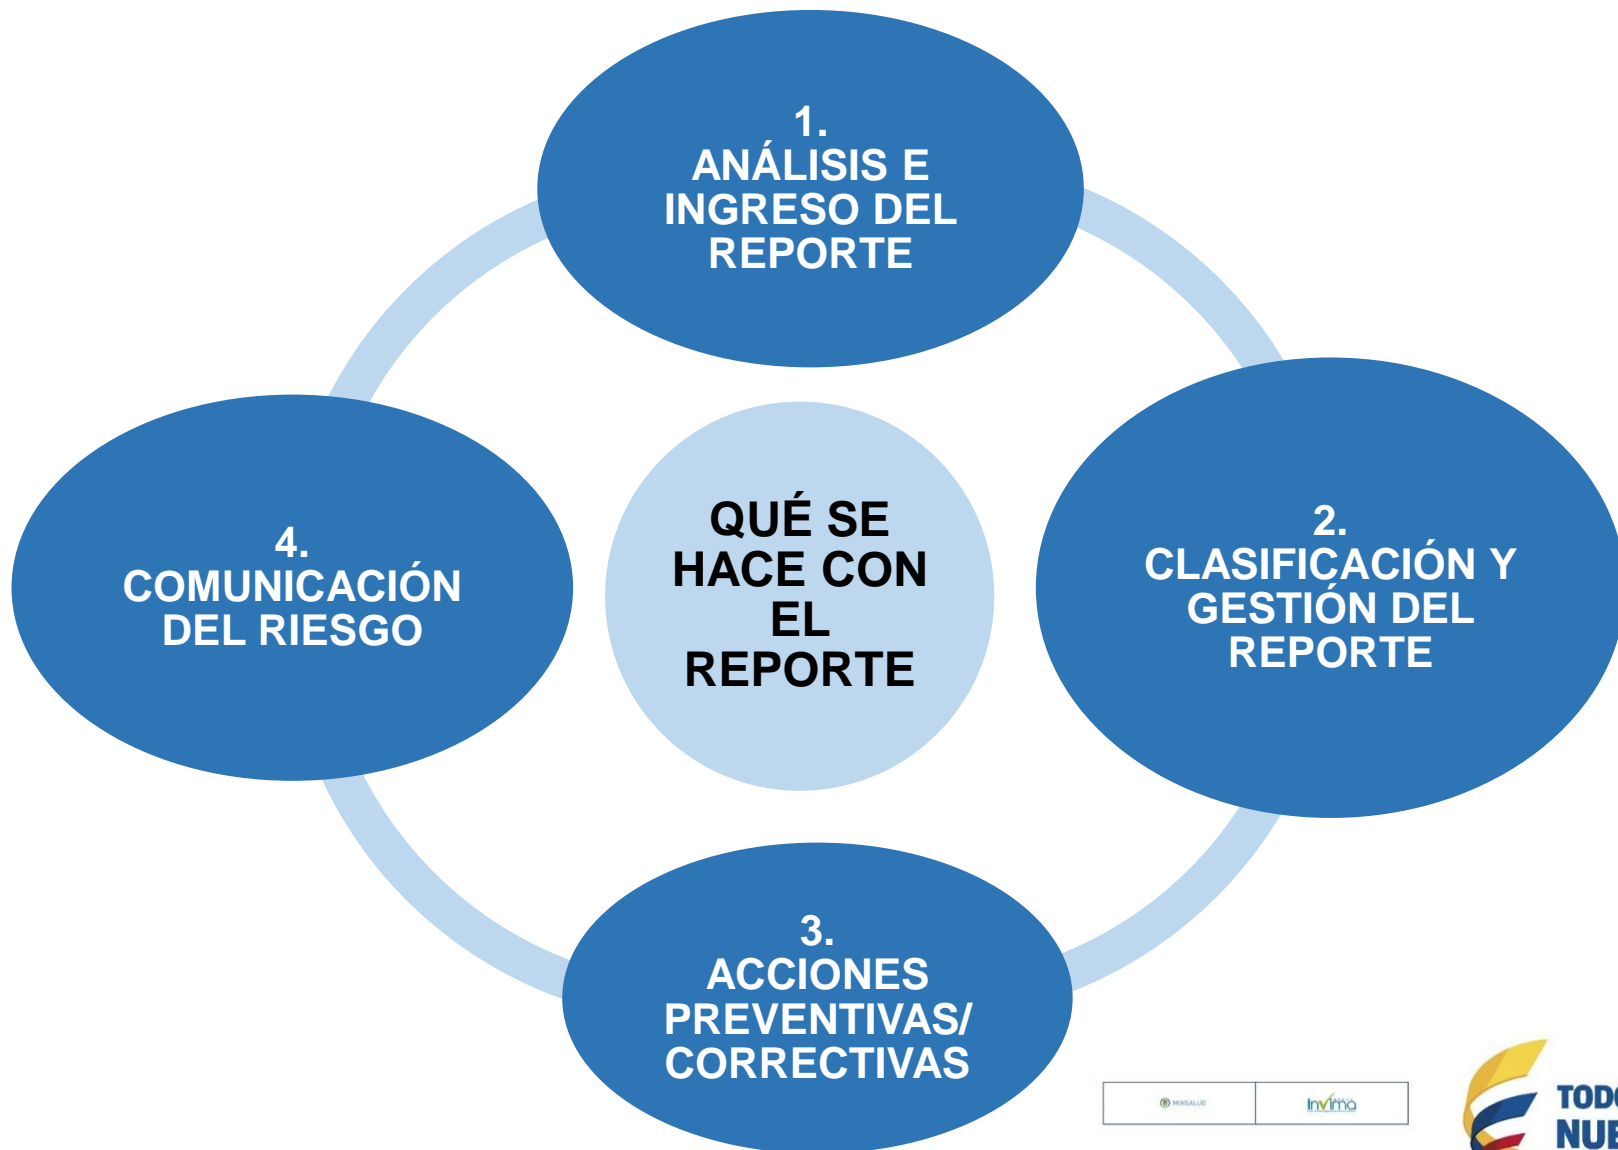 1.
ANÁLISIS E
INGRESO DEL
REPORTE
2.
CLASIFICACIÓN Y
GESTIÓN DEL
REPORTE
3.
ACCIONES
PREVENTIVAS/
CORRECTIVAS
4.
COMUNICACIÓN
DEL RIESGO
QUÉ SE
HACE CON
EL
REPORTE
MINSALUD
invima